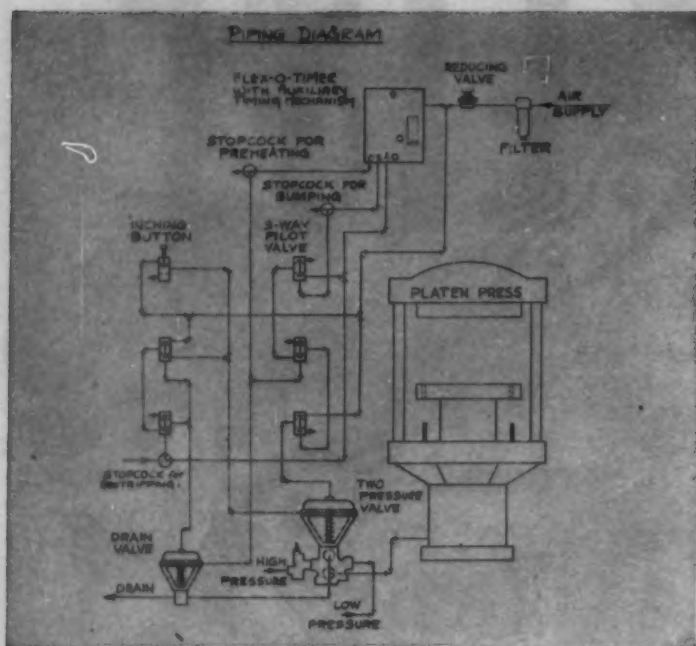 PIPING DIAGRAM
FLEX-O-TIMER
WITH AUXILIARY
TIMING MECHANISM
REDUCING
VALVE
AIR
SUPPLY
FILTER
STOPCOCK FOR
PREHEATING
STOPCOCK FOR
BUMPING
INCHING
BUTTON
3-WAY
PILOT
VALVE
PLATEN PRESS
STOPCOCK for
DESTRIPPING.
TWO
PRESSURE
VALVE
DRAIN
VALVE
HIGH
PRESSURE
DRAIN
LOW
PRESSURE